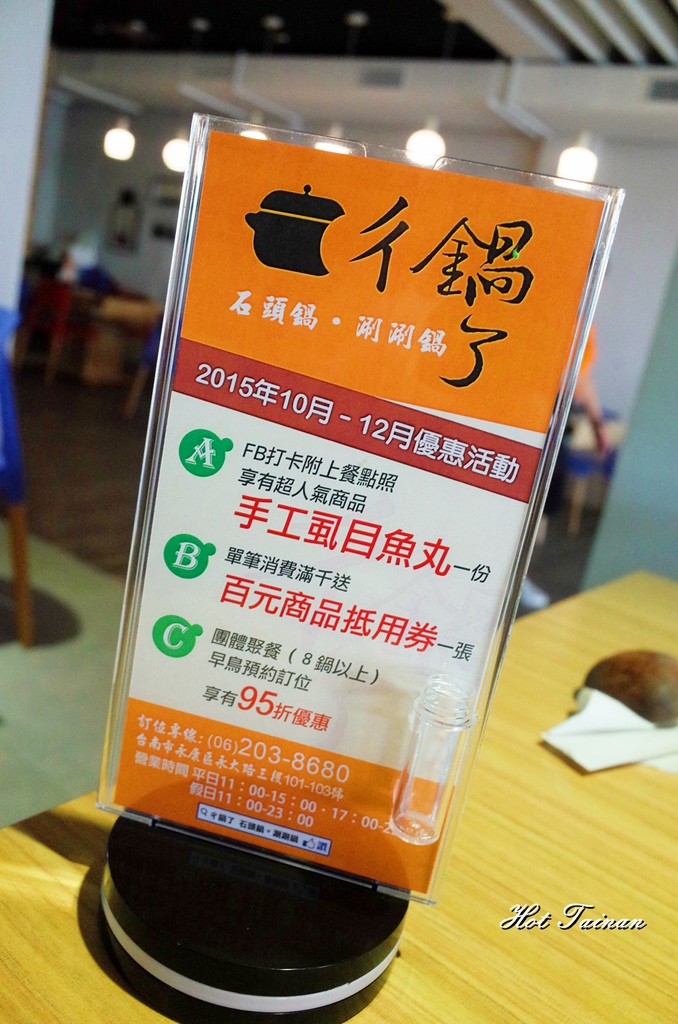 彳鍋了
石頭鍋・涮涮鍋
2015年10月－12月優惠活動
A
FB打卡附上餐點照
享有超人氣商品
手工虱目魚丸一份
B
單筆消費滿千送
百元商品抵用券一張
C
團體聚餐（8鍋以上）
早鳥預約訂位
享有95折優惠
訂位專線：(06)203-8680
台南市永康區永大路三段101-103號
營業時間 平日11：00-15：00．17：00-2
假日11：00-23：00
彳鍋了 石頭鍋．涮涮鍋 讚
Hot Tainan